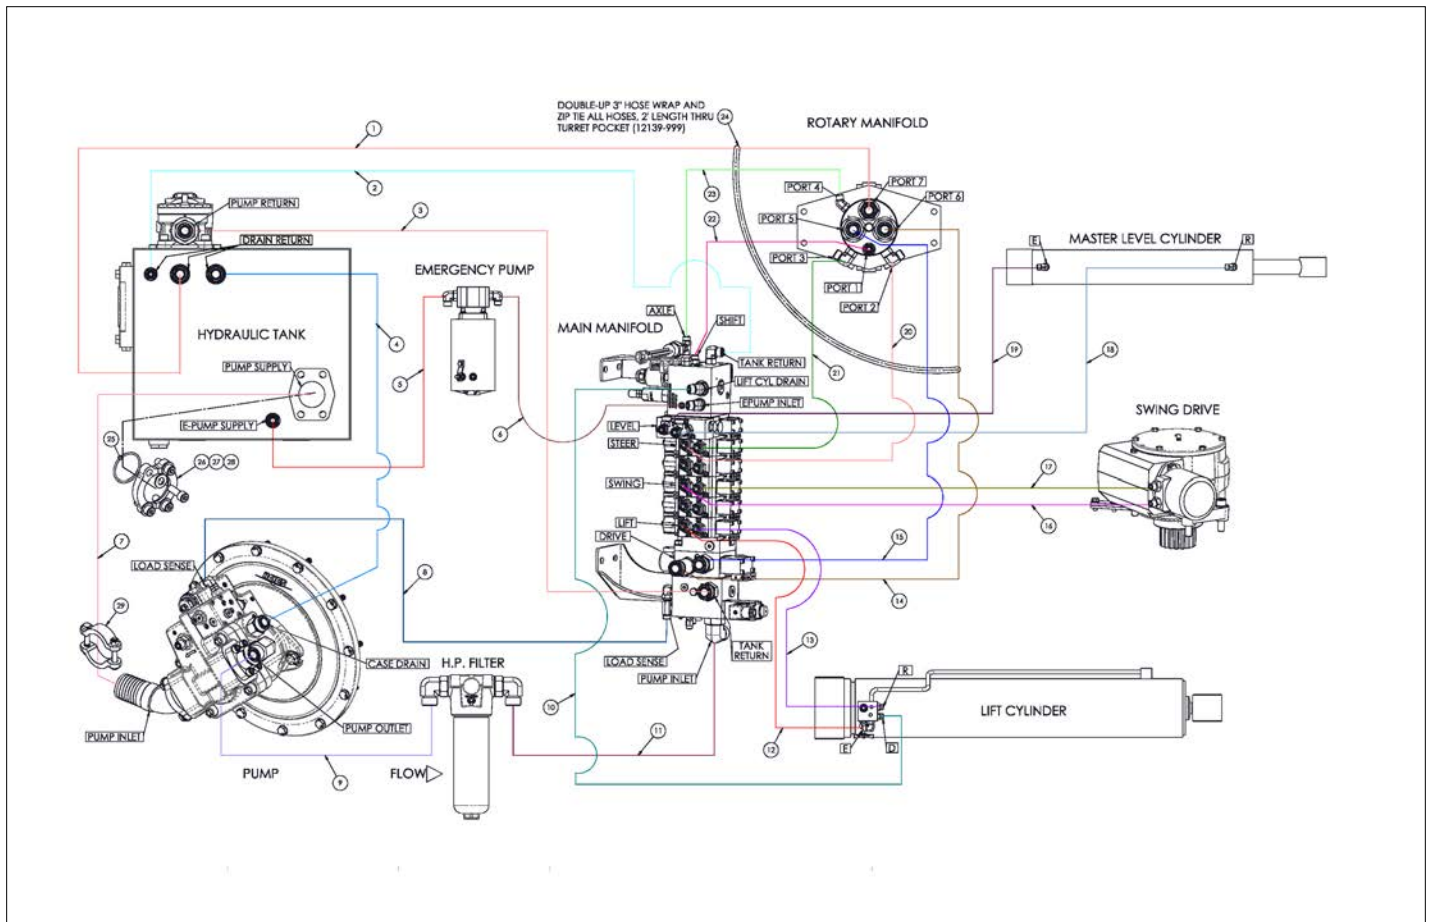 DOUBLE-UP 3" HOSE WRAP AND
ZIP TIE ALL HOSES, 2' LENGTH THRU
TURRET POCKET (12139-999)
24
ROTARY MANIFOLD
1
2
23
PORT 4
PORT 7
PORT 6
PUMP RETURN
3
PORT 5
22
DRAIN RETURN
E
MASTER LEVEL CYLINDER
R
PORT 3
EMERGENCY PUMP
PORT 1
PORT 2
AXLE
SHIFT
MAIN MANIFOLD
HYDRAULIC TANK
4
20
19
18
TANK RETURN
PUMP SUPPLY
21
LIFT CYL DRAIN
5
EPUMP INLET
SWING DRIVE
E-PUMP SUPPLY
LEVEL
6
STEER
25
26
27
28
17
SWING
16
LIFT
7
DRIVE
15
LOAD SENSE
8
14
29
13
TANK
RETURN
CASE DRAIN
H.P. FILTER
LOAD SENSE
PUMP INLET
R
10
LIFT CYLINDER
PUMP OUTLET
PUMP INLET
11
12
E
D
PUMP
FLOW
9